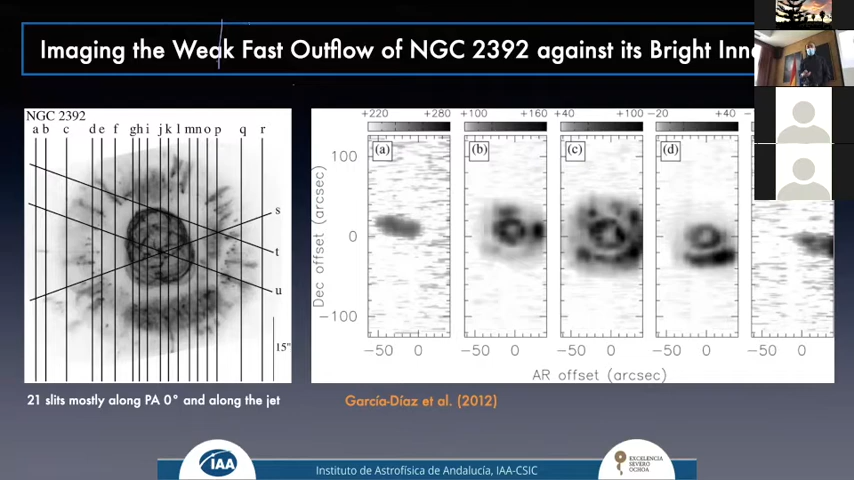 Imaging the Weak Fast Outflow of NGC 2392 against its Bright Inne
NGC 2392
a b c d e f g h i j k l m n o p q r
s
t
u
15"
+220 +280 +100 +160 +40 +100 -20 +40
(a) (b) (c) (d)
Dec offset (arcsec)
100
0
-100
-50 0 -50 0 -50 0 -50 0 -50 0
AR offset (arcsec)
21 slits mostly along PA 0° and along the jet
García-Díaz et al. (2012)
IAA
Instituto de Astrofísica de Andalucía, IAA-CSIC
EXCELENCIA
SEVERO
OCHOA